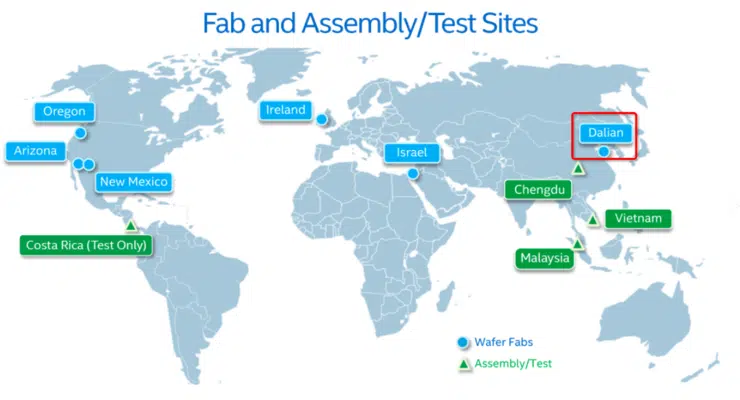 Fab and Assembly/Test Sites
Oregon
Ireland
Dalian
Arizona
Israel
New Mexico
Chengdu
Vietnam
Costa Rica (Test Only)
Malaysia
Wafer Fabs
Assembly/Test